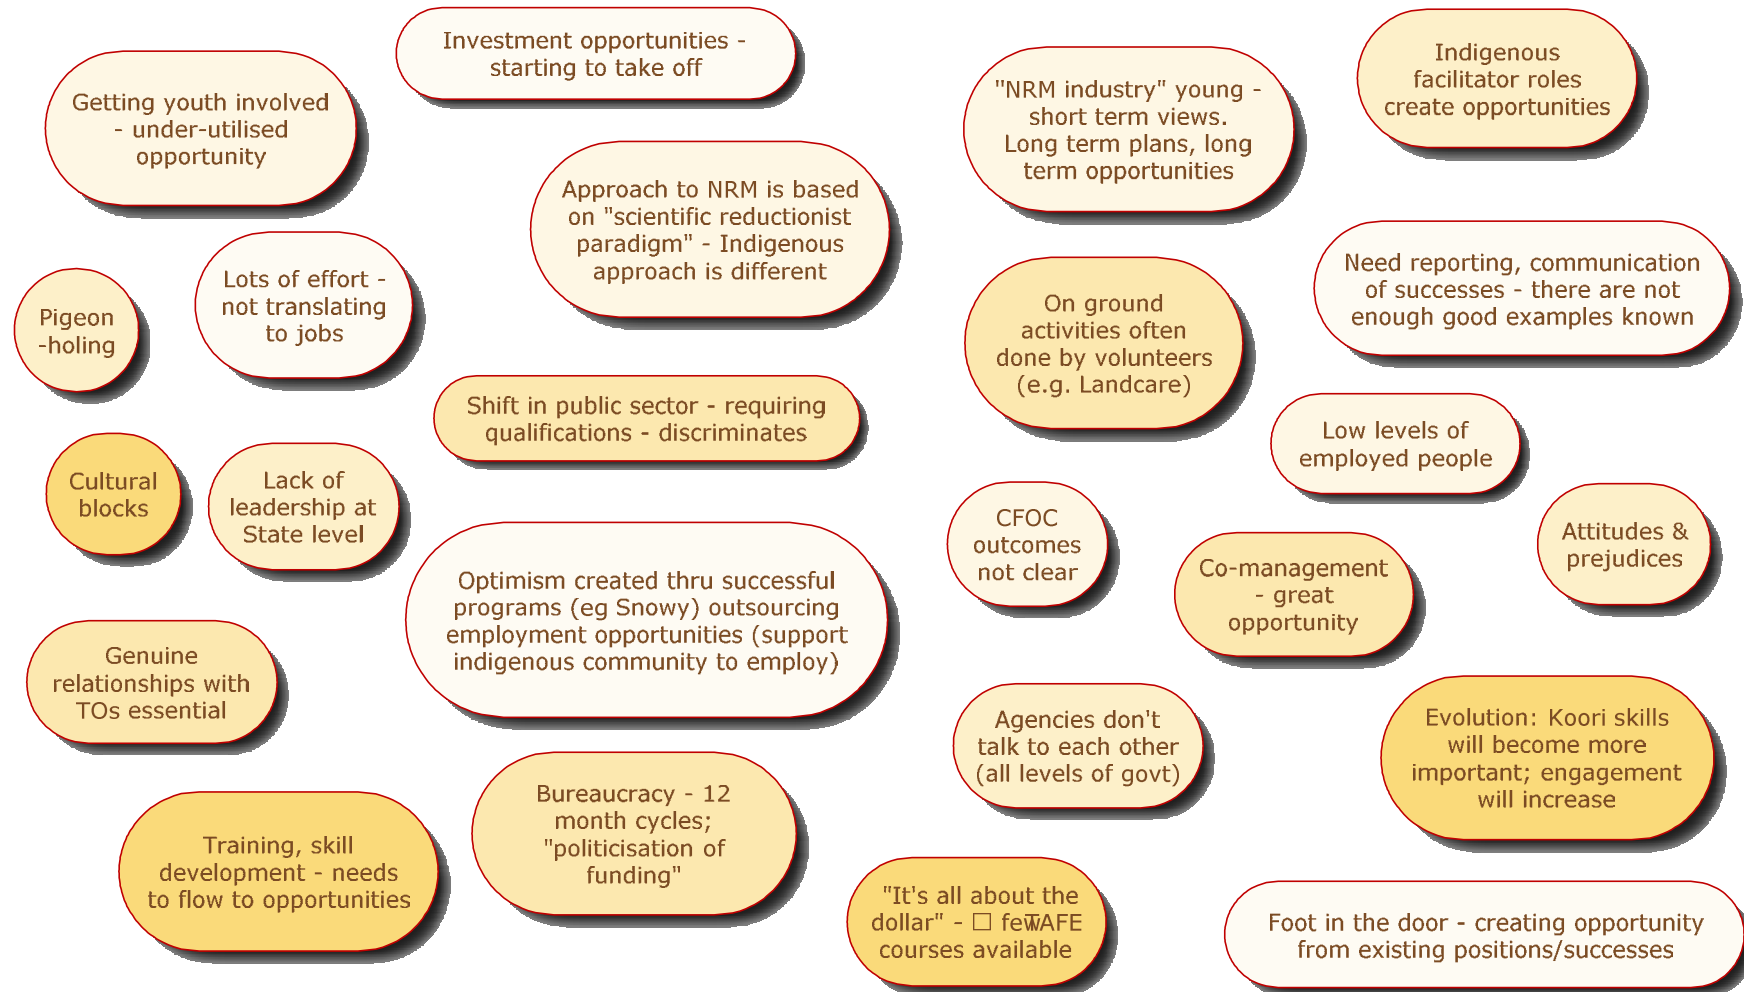 Investment opportunities -
starting to take off
Getting youth involved
- under-utilised
opportunity
"NRM industry" young -
short term views.
Long term plans, long
term opportunities
Indigenous
facilitator roles
create opportunities
Approach to NRM is based
on "scientific reductionist
paradigm" - Indigenous
approach is different
Lots of effort -
not translating
to jobs
Pigeon
-holing
On ground
activities often
done by volunteers
(e.g. Landcare)
Need reporting, communication
of successes - there are not
enough good examples known
Shift in public sector - requiring
qualifications - discriminates
Low levels of
employed people
Cultural
blocks
Lack of
leadership at
State level
CFOC
outcomes
not clear
Attitudes &
prejudices
Co-management
- great
opportunity
Optimism created thru successful
programs (eg Snowy) outsourcing
employment opportunities (support
indigenous community to employ)
Genuine
relationships with
TOs essential
Agencies don't
talk to each other
(all levels of govt)
Evolution: Koori skills
will become more
important; engagement
will increase
Bureaucracy - 12
month cycles;
"politicisation of
funding"
Training, skill
development - needs
to flow to opportunities
"It's all about the
dollar" - □ few TAFE
courses available
Foot in the door - creating opportunity
from existing positions/successes